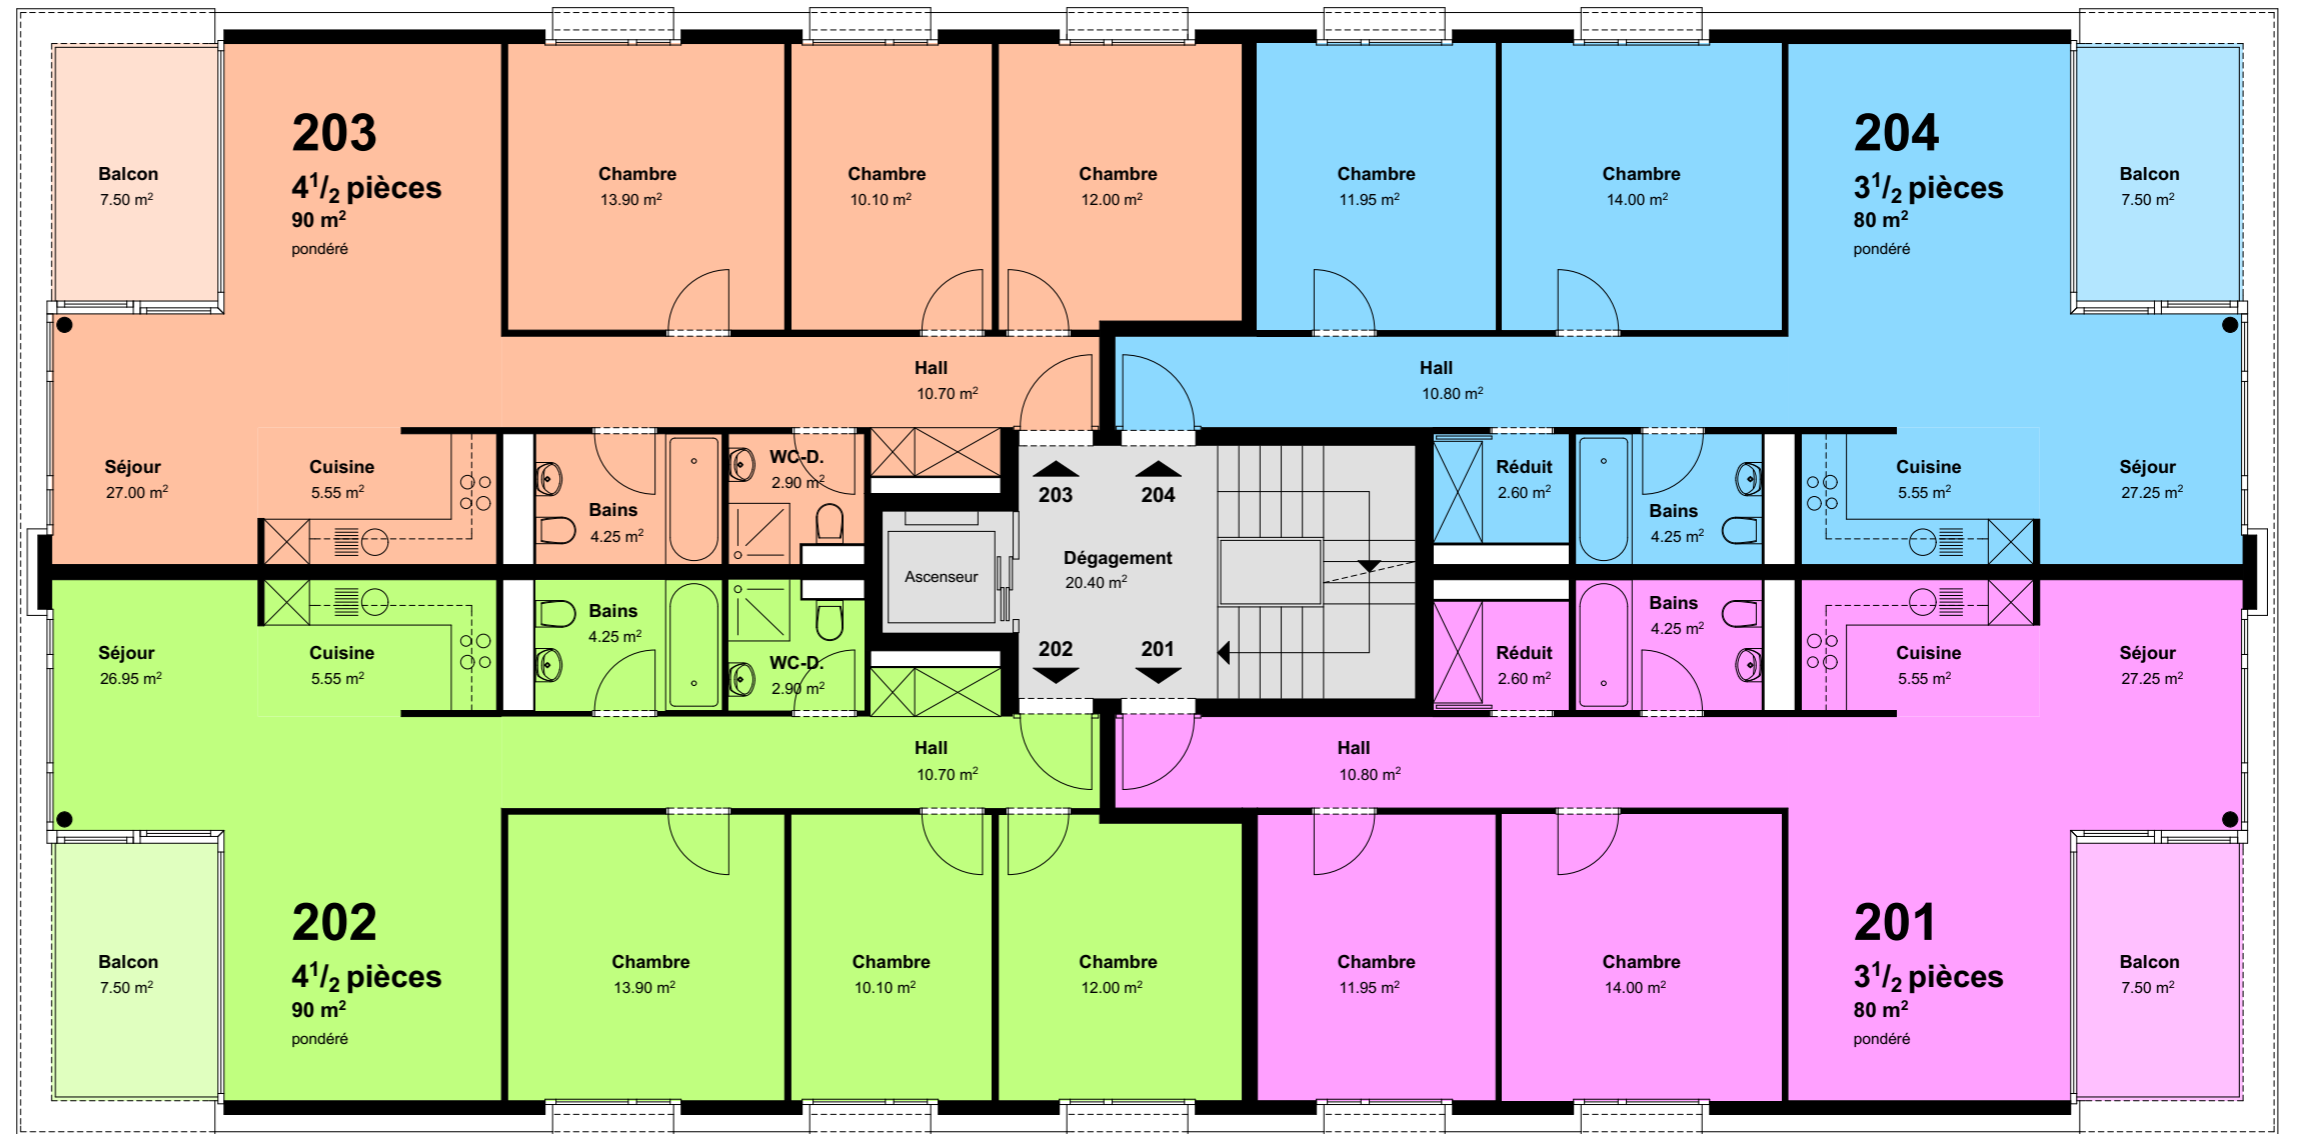 203
4 1/2 pièces
90 m²
pondéré
Balcon
7.50 m²
Chambre
13.90 m²
Chambre
10.10 m²
Chambre
12.00 m²
Hall
10.70 m²
Séjour
27.00 m²
Cuisine
5.55 m²
Bains
4.25 m²
WC-D.
2.90 m²
204
3 1/2 pièces
80 m²
pondéré
Chambre
11.95 m²
Chambre
14.00 m²
Balcon
7.50 m²
Hall
10.80 m²
Réduit
2.60 m²
Bains
4.25 m²
Cuisine
5.55 m²
Séjour
27.25 m²
203
204
Dégagement
20.40 m²
Ascenseur
202
201
Séjour
26.95 m²
Cuisine
5.55 m²
Bains
4.25 m²
WC-D.
2.90 m²
Hall
10.70 m²
202
4 1/2 pièces
90 m²
pondéré
Balcon
7.50 m²
Chambre
13.90 m²
Chambre
10.10 m²
Chambre
12.00 m²
Réduit
2.60 m²
Bains
4.25 m²
Cuisine
5.55 m²
Séjour
27.25 m²
Hall
10.80 m²
Chambre
11.95 m²
Chambre
14.00 m²
201
3 1/2 pièces
80 m²
pondéré
Balcon
7.50 m²